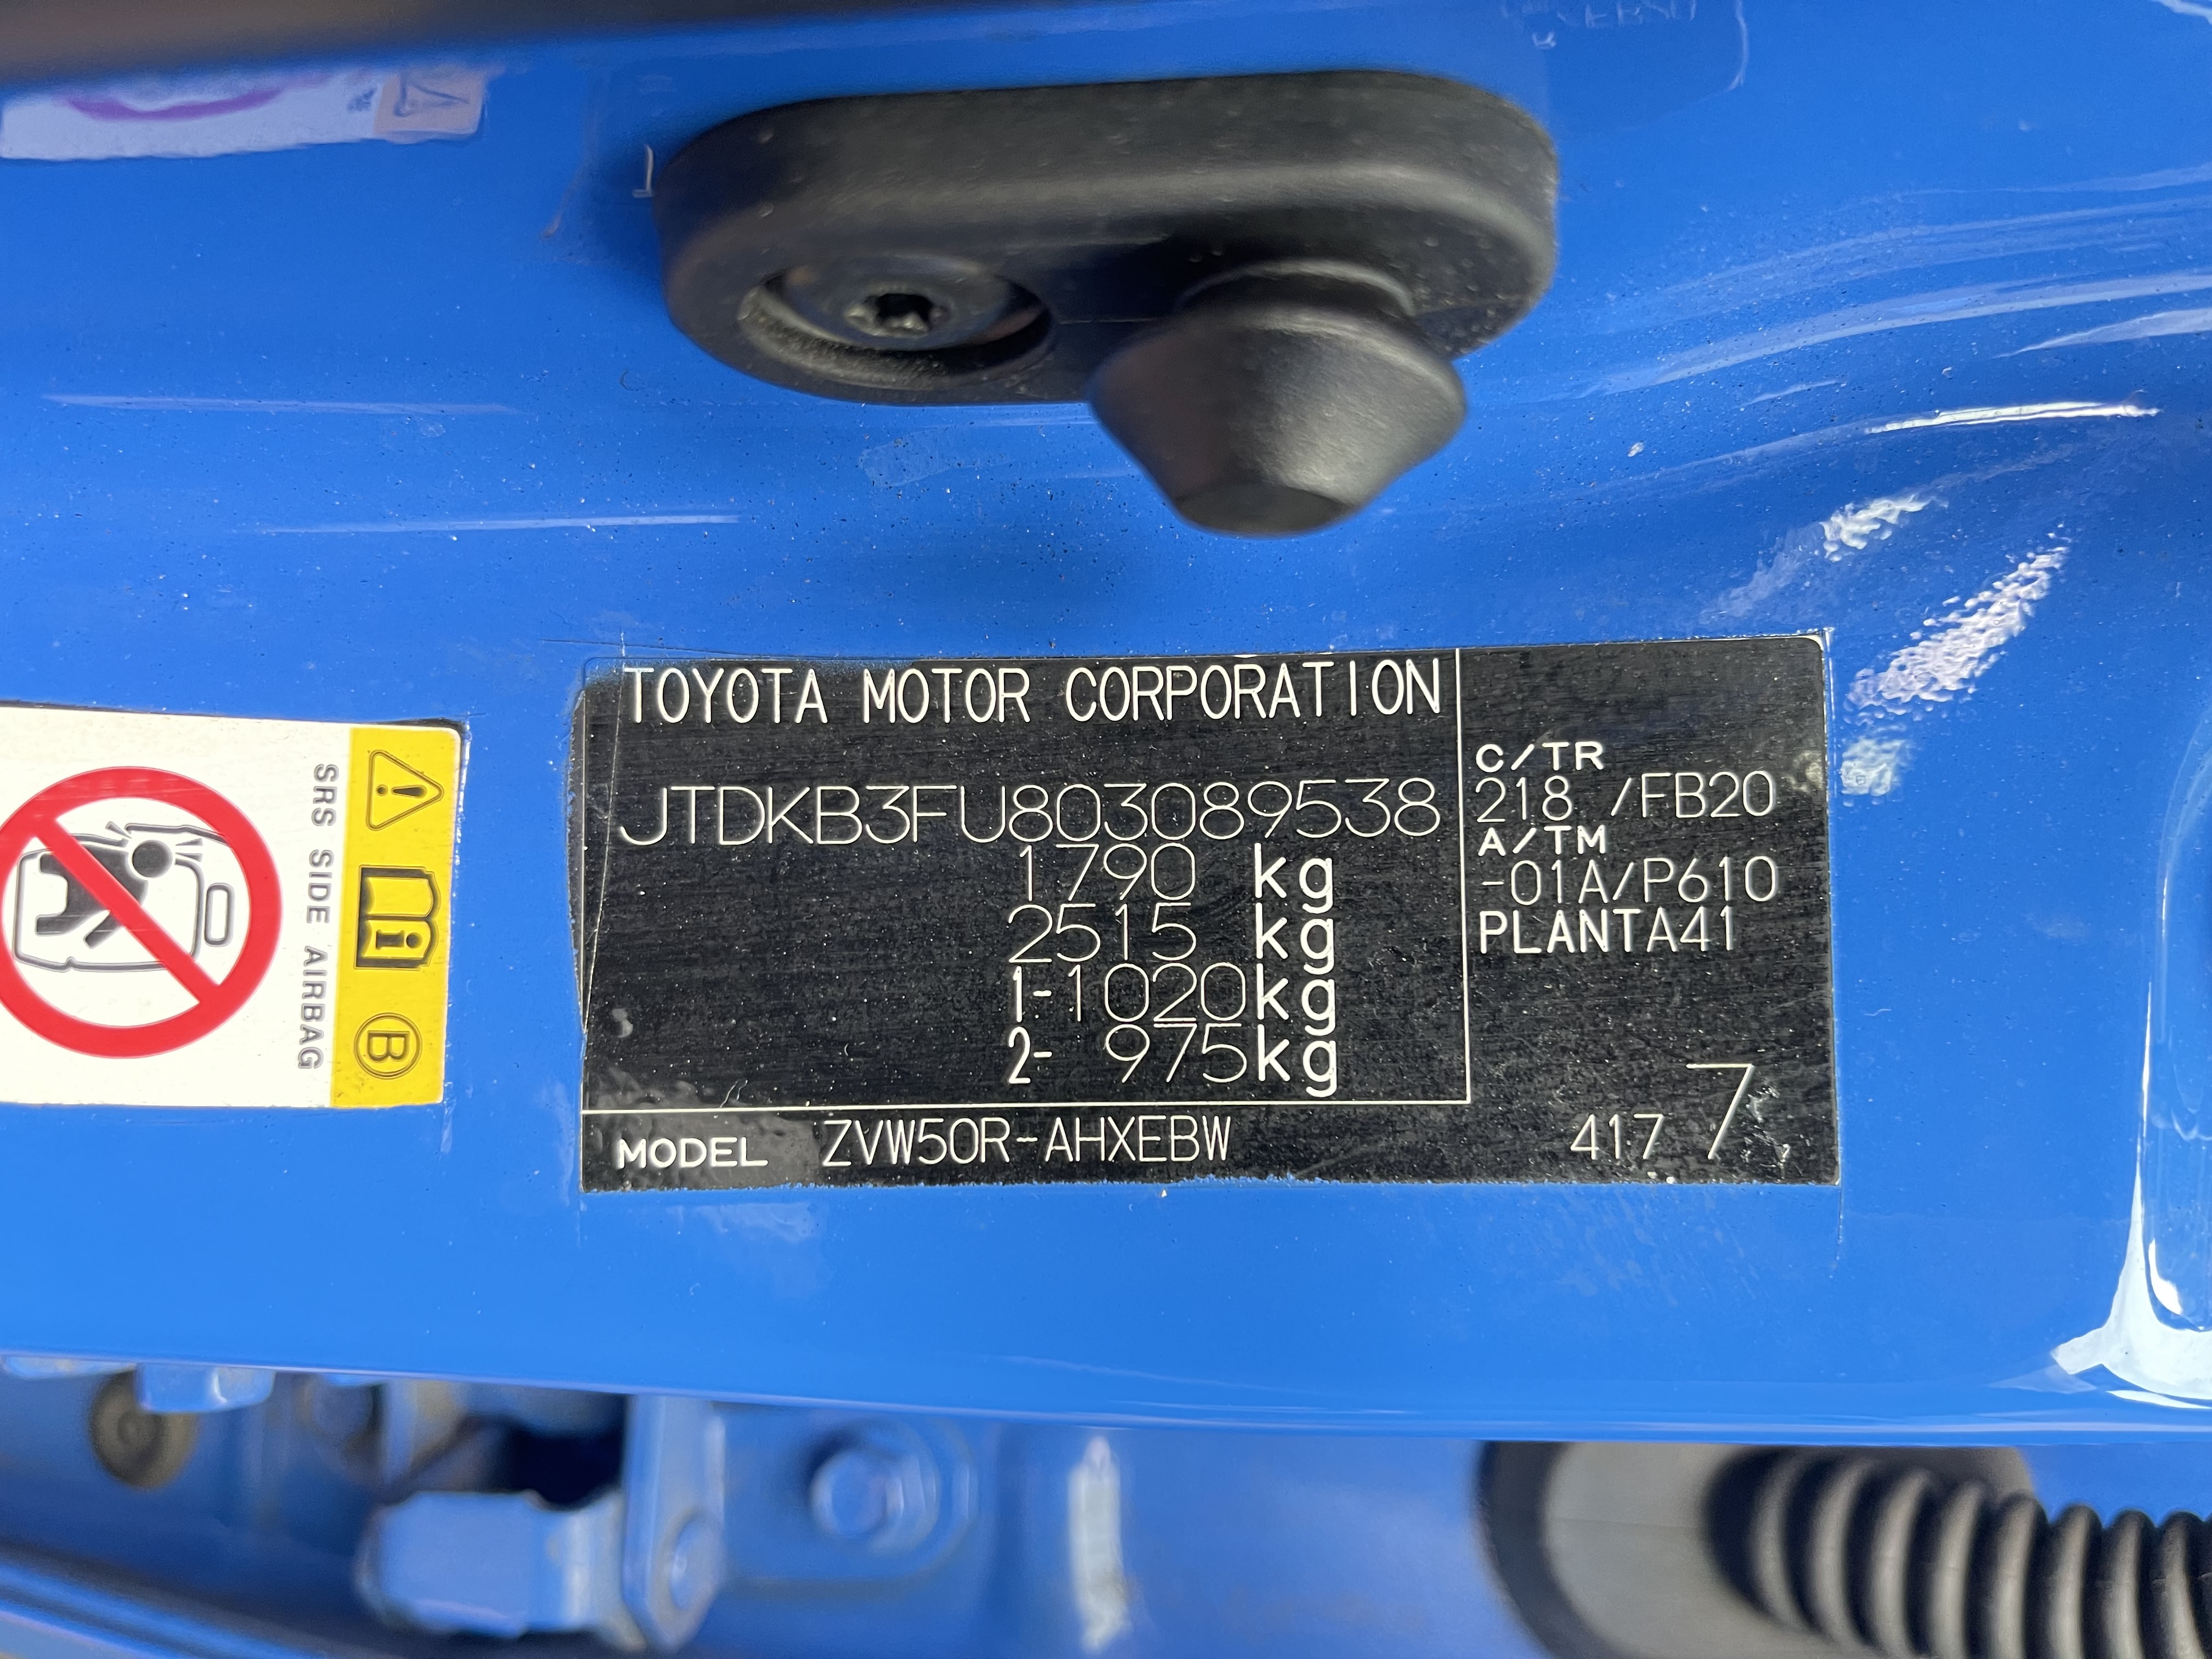 TOYOTA MOTOR CORPORATION
JTDKB3FU803089538
1790 kg
2515 kg
1-1020kg
2- 975kg
MODEL ZVW50R-AHXEBW
C/TR
218 /FB20
A/TM
-01A/P610
PLANTA41
417 7
SRS SIDE AIRBAG
B